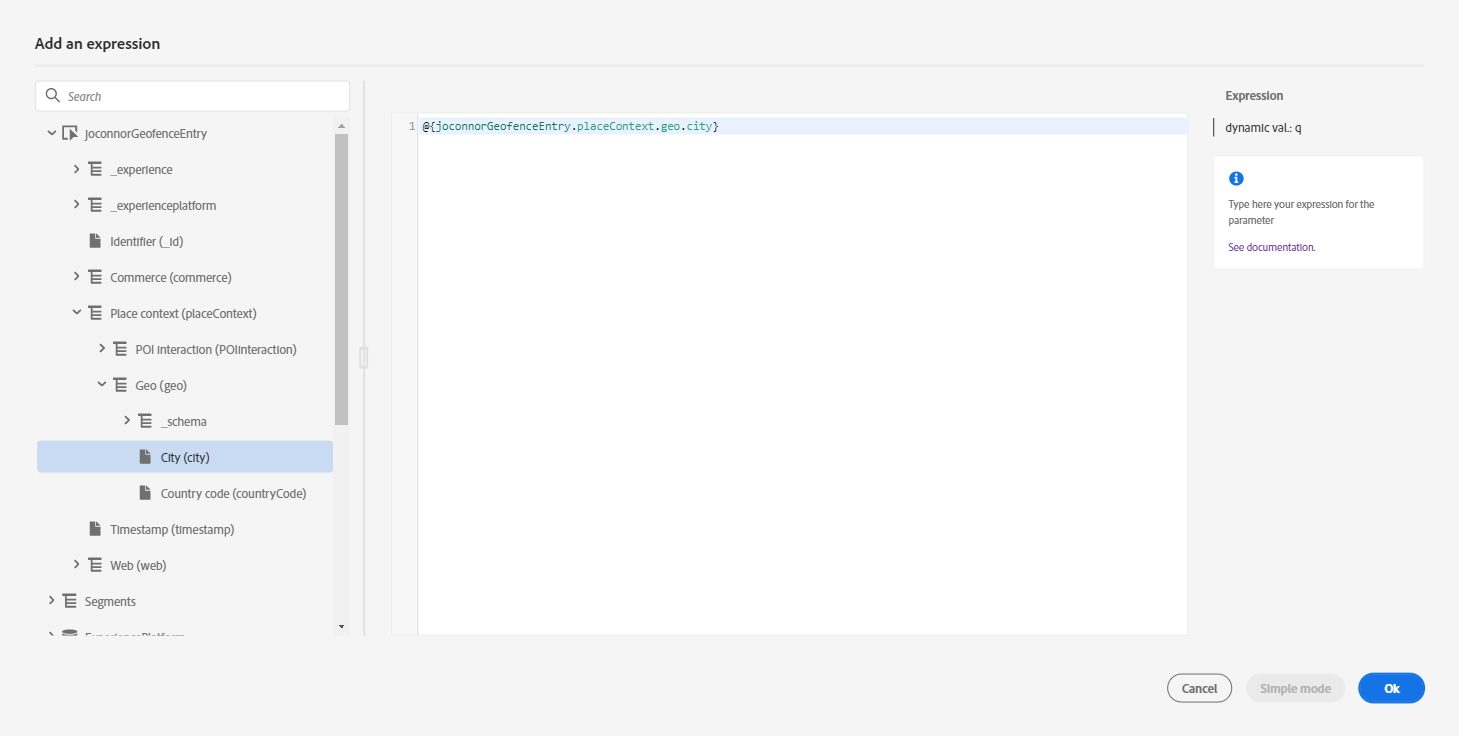 Add an expression
Search
joconnorGeofenceEntry
_experience
_experienceplatform
Identifier (_id)
Commerce (commerce)
Place context (placeContext)
POI interaction (POIinteraction)
Geo (geo)
_schema
City (city)
Country code (countryCode)
Timestamp (timestamp)
Web (web)
Segments
ExperiencePlatform
1 @{joconnorGeofenceEntry.placeContext.geo.city}
Expression
dynamic val.: q
Type here your expression for the
parameter
See documentation.
Cancel
Simple mode
Ok